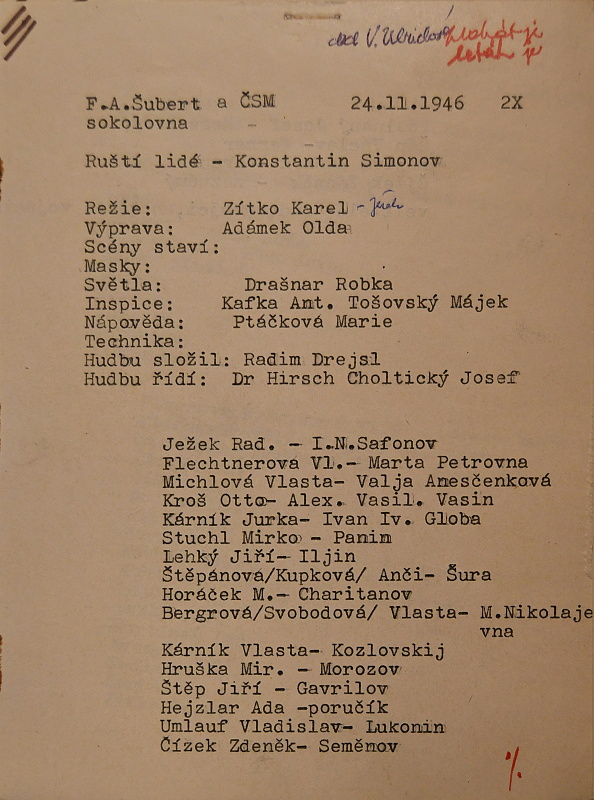 V. Ulrichová
F.A.Šubert a ČSM 24.11.1946 2X
sokolovna -
Ruští lidé - Konstantin Simonov
Režie: Zítko Karel -
Výprava: Adámek Olda
Scény staví:
Masky:
Světla: Drašnar Robka
Inspice: Kafka Ant. Tošovský Májek
Nápověda: Ptáčková Marie
Technika:
Hudbu složil: Radim Drejsl
Hudbu řídí: Dr Hirsch Choltický Josef
Ježek Rad. - I.N.Safonov
Flechtnerová Vl.- Marta Petrovna
Michlová Vlasta- Valja Anesčenková
Kroš Otto- Alex. Vasil. Vasin
Kárník Jurka- Ivan Iv. Globa
Stuchl Mirko - Panin
Lehký Jiří- Iljin
Štěpánová/Kupková/ Anči- Šura
Horáček M.- Charitanov
Bergrová/Svobodová/ Vlasta- M.Nikolaje
vna
Kárník Vlasta- Kozlovskij
Hruška Mir. - Morozov
Štěp Jiří - Gavrilov
Hejzlar Ada -poručík
Umlauf Vladislav- Lukonin
Čízek Zdeněk- Seměnov
%